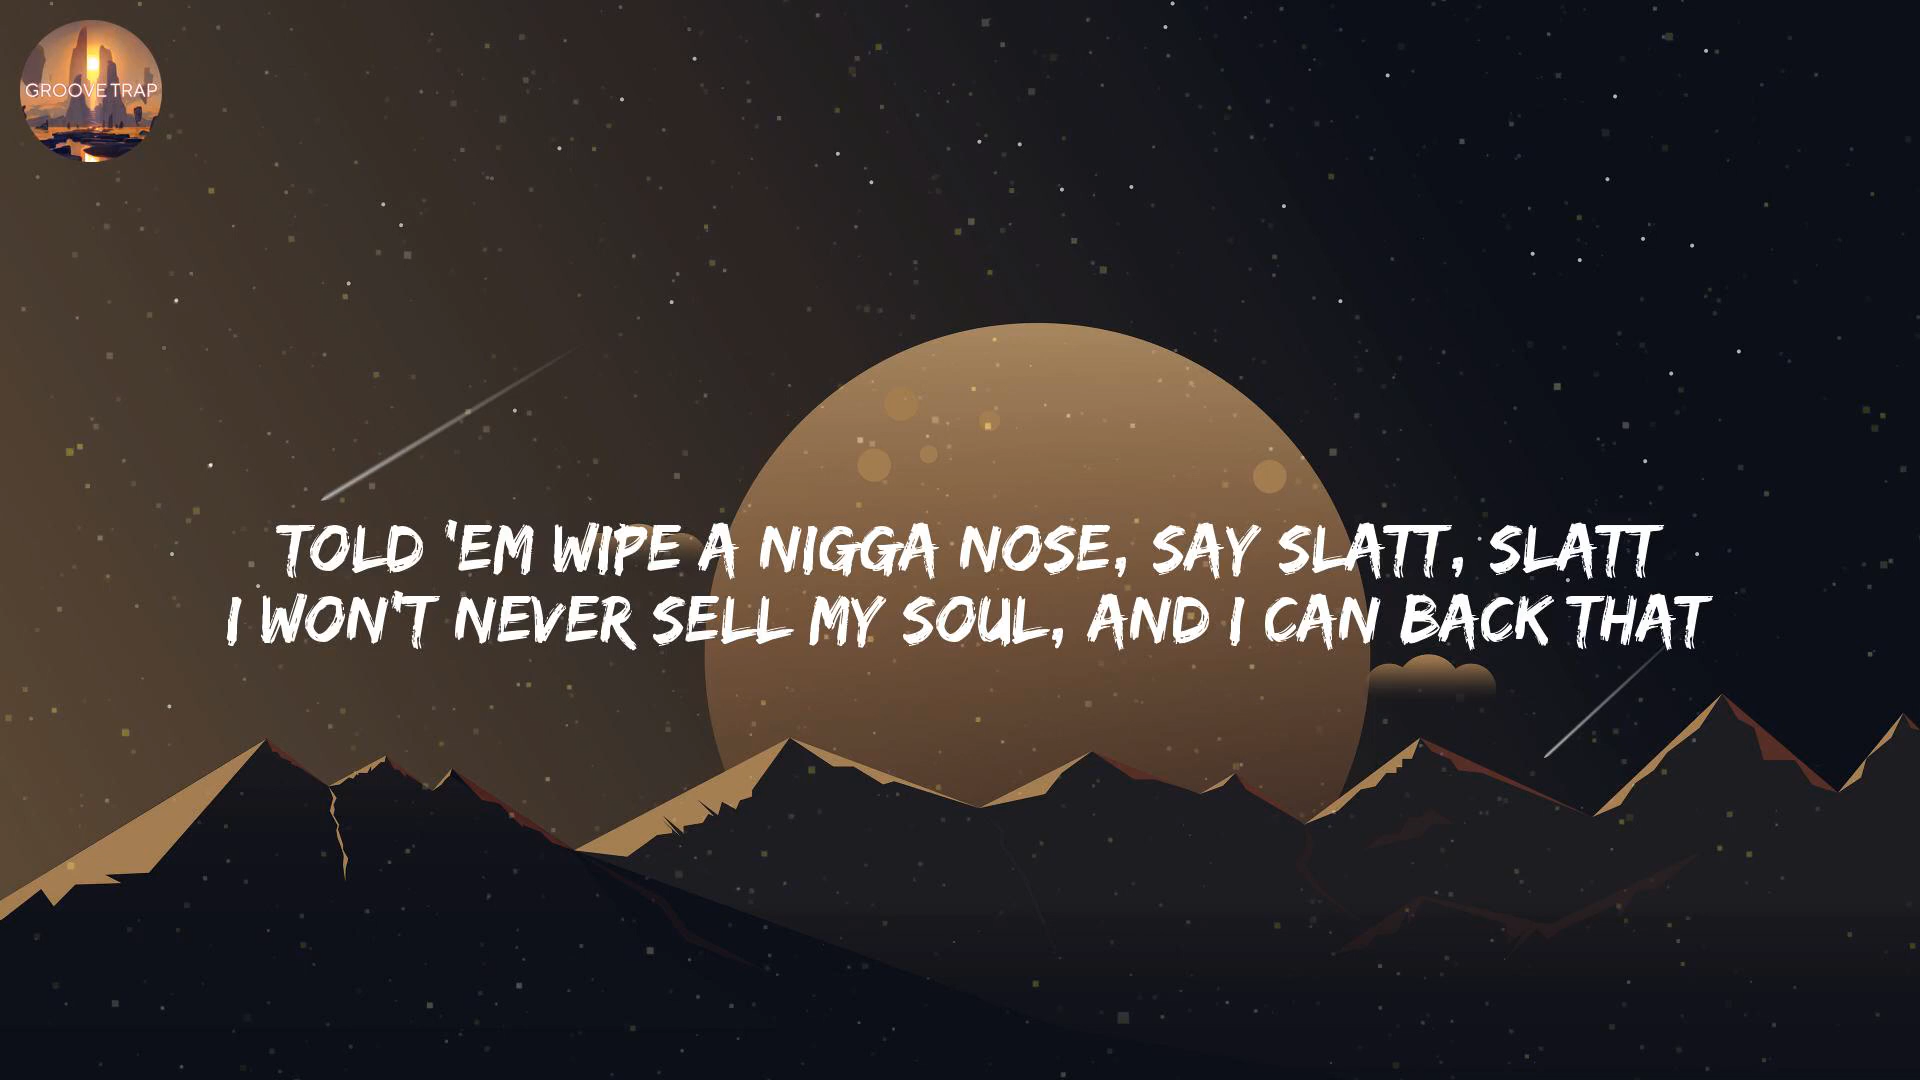 GROOVE TRAP
TOLD 'EM WIPE A NIGGA NOSE, SAY SLATT, SLATT
I WON'T NEVER SELL MY SOUL, AND I CAN BACK THAT